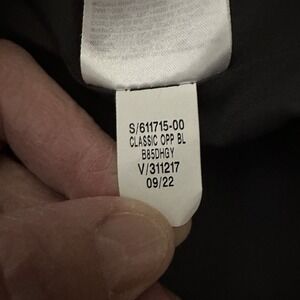 S/611715-00
CLASSIC OPP BL
B85DHGY
V/311217
09/22